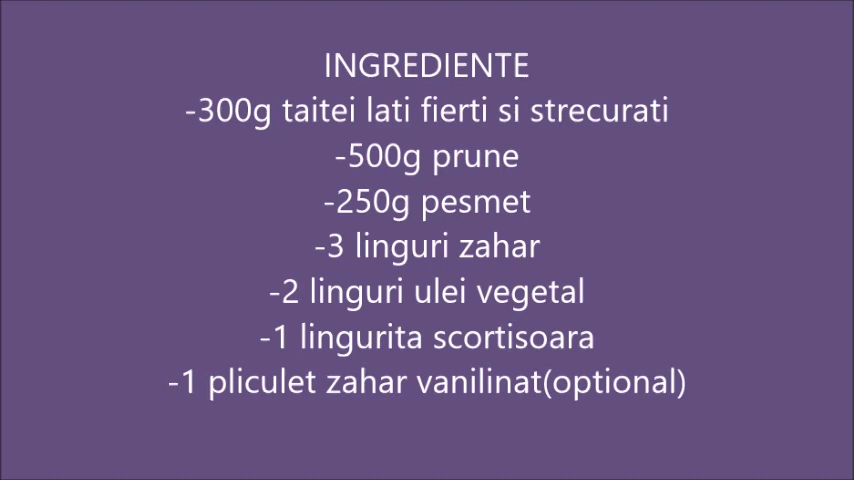 INGREDIENTE
-300g taitei lati fierti si strecurati
-500g prune
-250g pesmet
-3 linguri zahar
-2 linguri ulei vegetal
-1 lingurita scortisoara
-1 pliculet zahar vanilinat(optional)